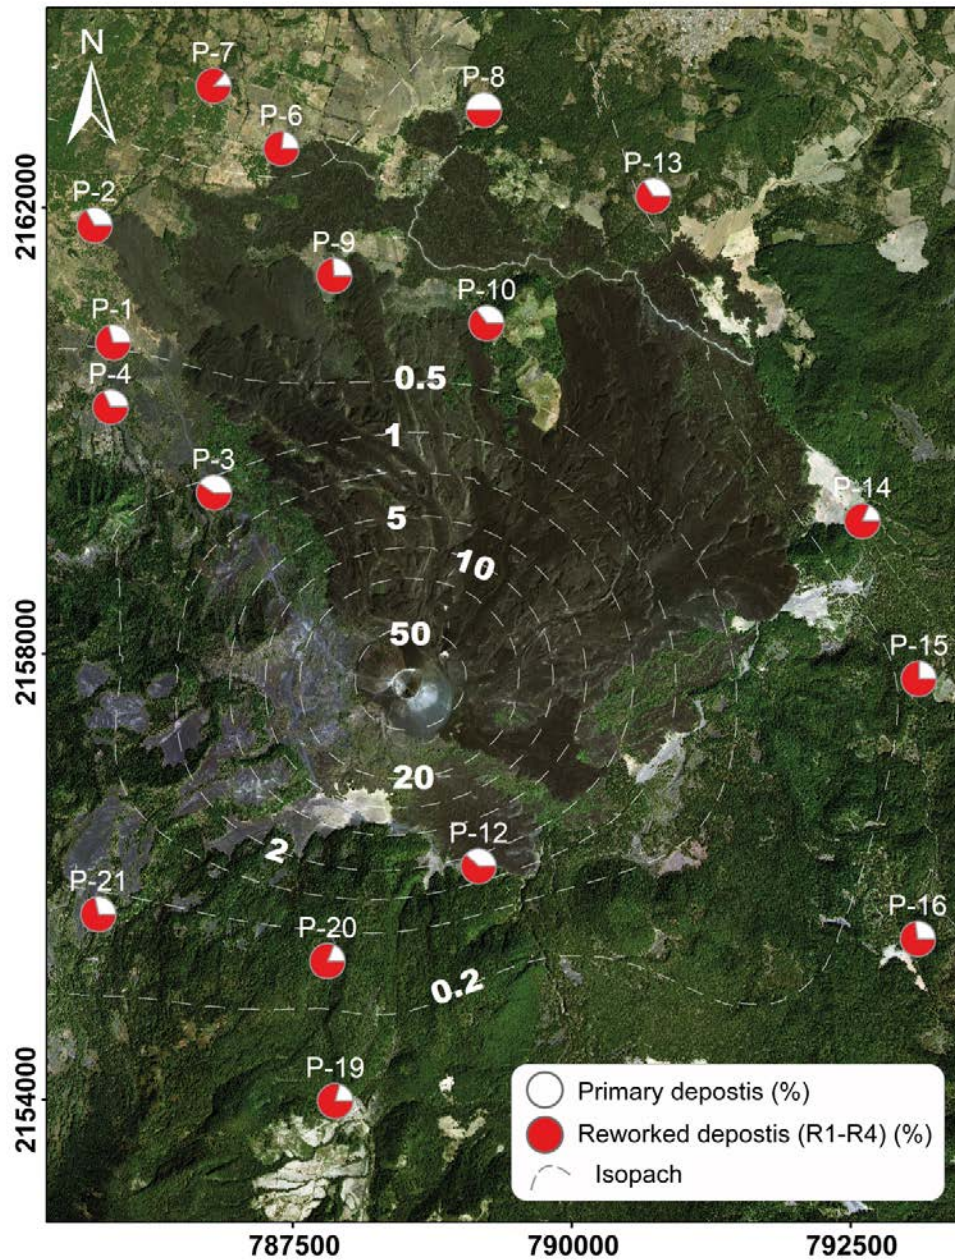 N
P-7
P-8
P-6
P-13
P-2
2162000
P-9
P-10
P-1
0.5
P-4
1
P-3
P-14
5
10
50
2158000
P-15
20
2
P-12
P-21
P-16
P-20
0.2
P-19
2154000
Primary depostis (%)
Reworked depostis (R1-R4) (%)
Isopach
787500
790000
792500